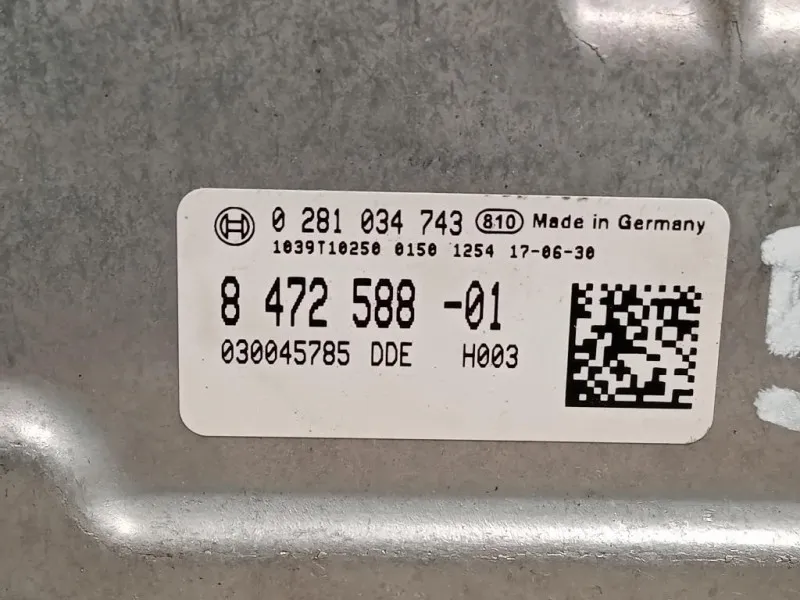 0 281 034 743 810 Made in Germany
1039T10250 0150 1254 17-06-30
8 472 588 -01
030045785 DDE H003